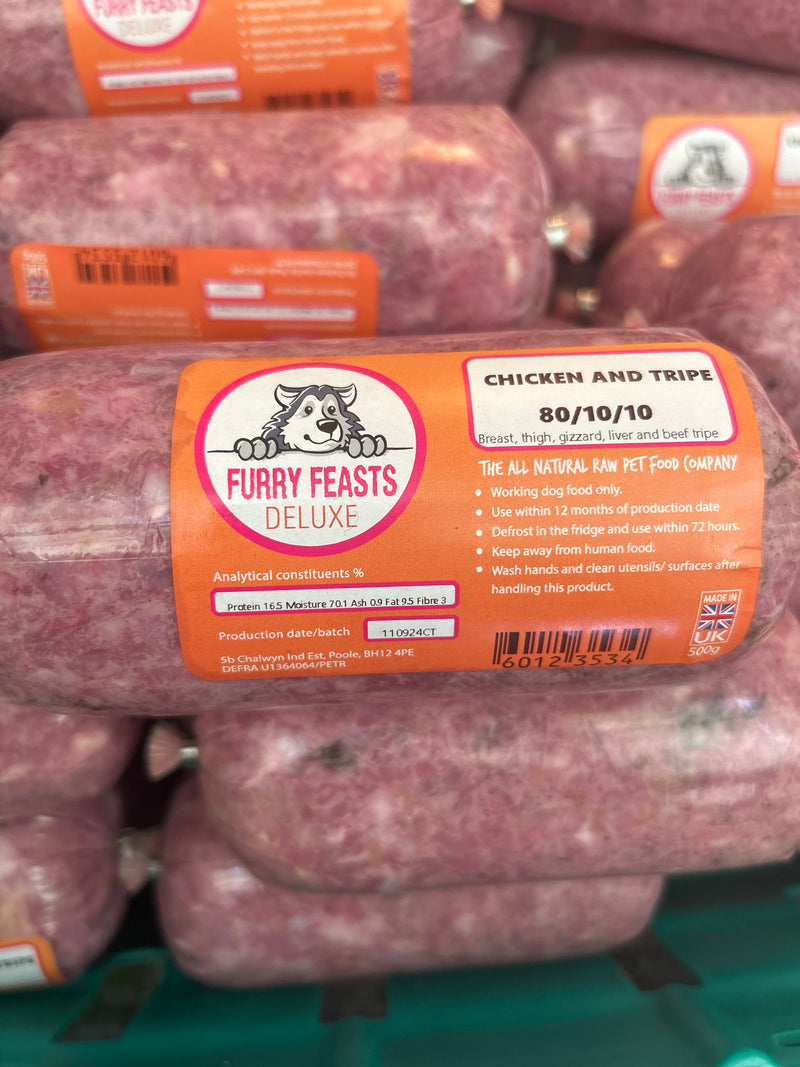 FURRY FEASTS
DELUXE
FURRY FEASTS
DELUXE
CHICKEN AND TRIPE
80/10/10
Breast, thigh, gizzard, liver and beef tripe
THE ALL NATURAL RAW PET FOOD COMPANY
• Working dog food only.
• Use within 12 months of production date
• Defrost in the fridge and use within 72 hours.
• Keep away from human food.
• Wash hands and clean utensils/ surfaces after
handling this product.
Analytical constituents %
Protein 16.5 Moisture 70.1 Ash 0.9 Fat 9.5 Fibre 3
Production date/batch
110924CT
5b Chalwyn Ind Est, Poole, BH12 4PE
DEFRA U1364064/PETR
60123534
MADE IN
UK
500g